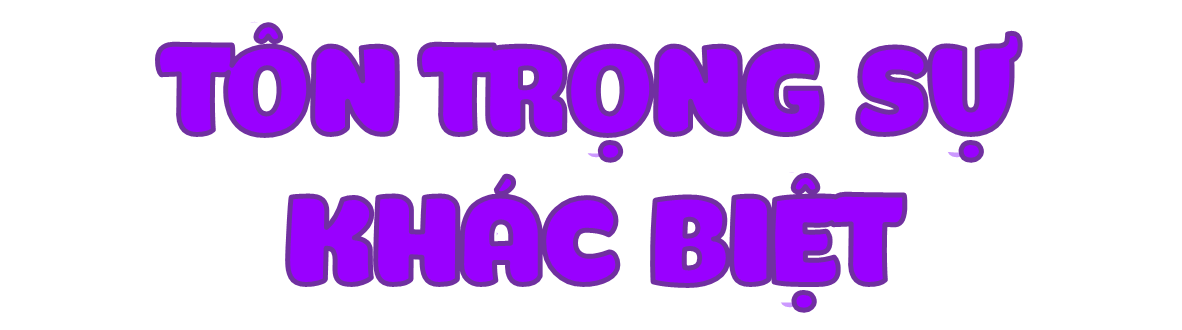 TÔN TRỌNG SỰ
KHÁC BIỆT